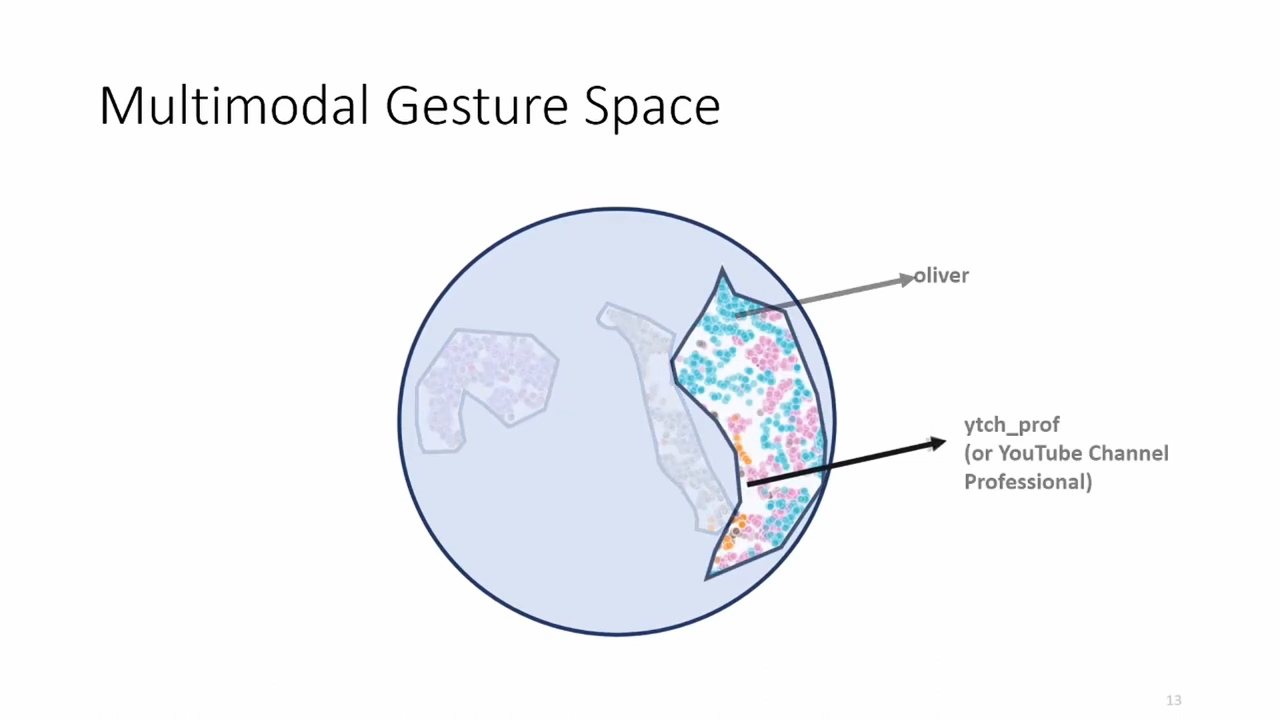 Multimodal Gesture Space
oliver
ytch_prof
(or YouTube Channel
Professional)
13